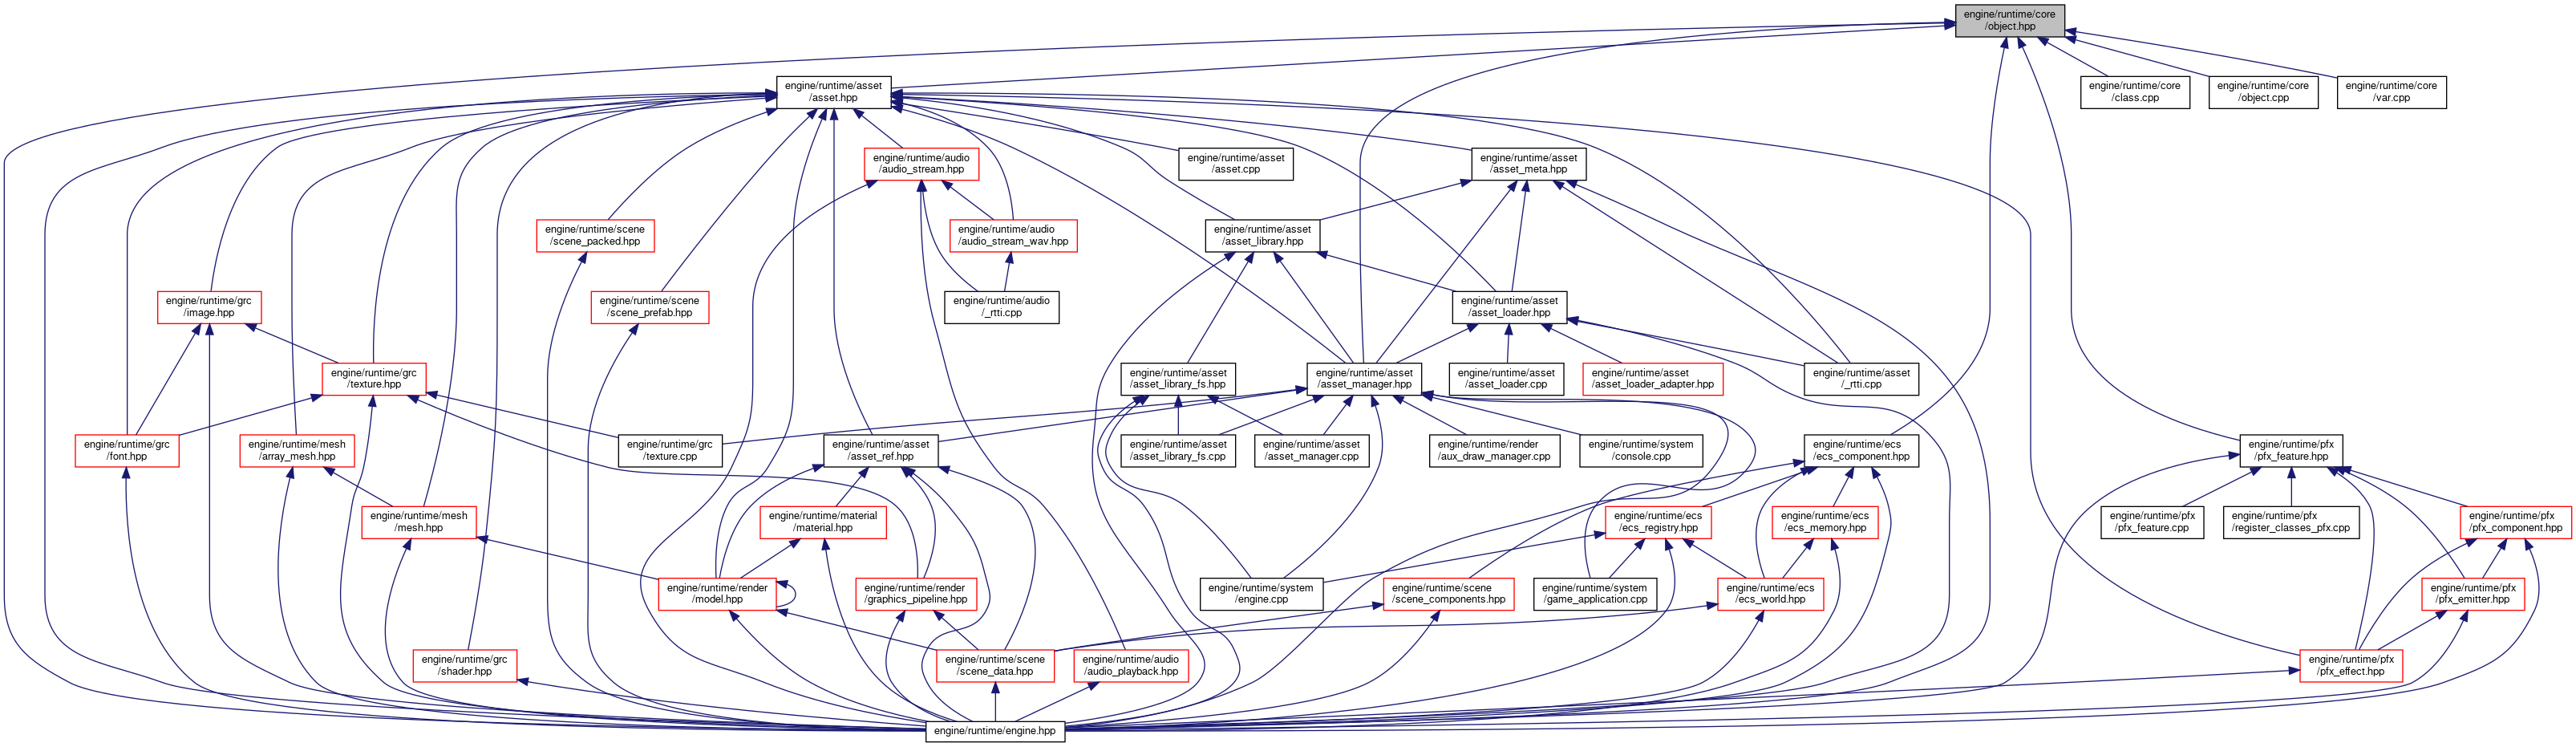 engine/runtime/core
/object.hpp
engine/runtime/asset
/asset.hpp
engine/runtime/core
/class.cpp
engine/runtime/core
/object.cpp
engine/runtime/core
/var.cpp
engine/runtime/audio
/audio_stream.hpp
engine/runtime/asset
/asset.cpp
engine/runtime/asset
/asset_meta.hpp
engine/runtime/scene
/scene_packed.hpp
engine/runtime/audio
/audio_stream_wav.hpp
engine/runtime/asset
/asset_library.hpp
engine/runtime/grc
/image.hpp
engine/runtime/scene
/scene_prefab.hpp
engine/runtime/audio
/_rtti.cpp
engine/runtime/asset
/asset_loader.hpp
engine/runtime/grc
/texture.hpp
engine/runtime/asset
/asset_library_fs.hpp
engine/runtime/asset
/asset_manager.hpp
engine/runtime/asset
/asset_loader.cpp
engine/runtime/asset
/asset_loader_adapter.hpp
engine/runtime/asset
/_rtti.cpp
engine/runtime/grc
/font.hpp
engine/runtime/mesh
/array_mesh.hpp
engine/runtime/grc
/texture.cpp
engine/runtime/asset
/asset_ref.hpp
engine/runtime/asset
/asset_library_fs.cpp
engine/runtime/asset
/asset_manager.cpp
engine/runtime/render
/aux_draw_manager.cpp
engine/runtime/system
/console.cpp
engine/runtime/ecs
/ecs_component.hpp
engine/runtime/pfx
/pfx_feature.hpp
engine/runtime/mesh
/mesh.hpp
engine/runtime/material
/material.hpp
engine/runtime/ecs
/ecs_registry.hpp
engine/runtime/ecs
/ecs_memory.hpp
engine/runtime/pfx
/pfx_feature.cpp
engine/runtime/pfx
/register_classes_pfx.cpp
engine/runtime/pfx
/pfx_component.hpp
engine/runtime/render
/model.hpp
engine/runtime/render
/graphics_pipeline.hpp
engine/runtime/system
/engine.cpp
engine/runtime/scene
/scene_components.hpp
engine/runtime/system
/game_application.cpp
engine/runtime/ecs
/ecs_world.hpp
engine/runtime/pfx
/pfx_emitter.hpp
engine/runtime/grc
/shader.hpp
engine/runtime/scene
/scene_data.hpp
engine/runtime/audio
/audio_playback.hpp
engine/runtime/pfx
/pfx_effect.hpp
engine/runtime/engine.hpp